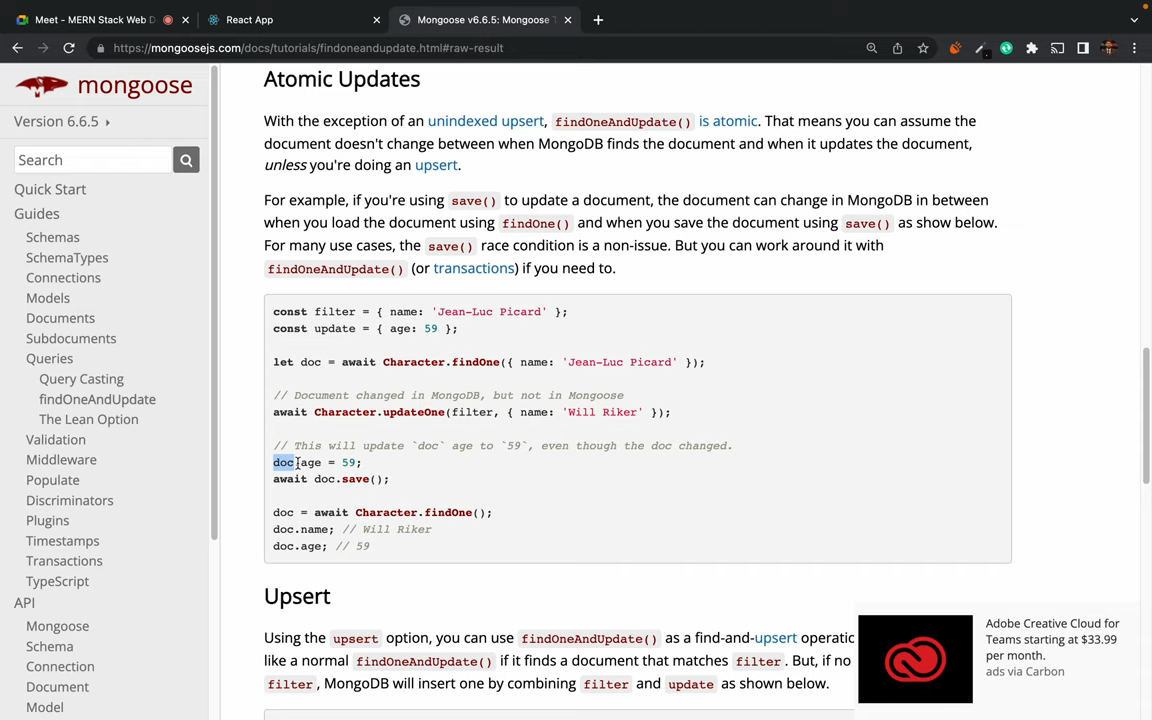 Meet - MERN Stack Web D
React App
Mongoose v6.6.5: Mongoose T
https://mongoosejs.com/docs/tutorials/findoneandupdate.html#raw-result
mongoose
Version 6.6.5
Search
Quick Start
Guides
Schemas
SchemaTypes
Connections
Models
Documents
Subdocuments
Queries
Query Casting
findOneAndUpdate
The Lean Option
Validation
Middleware
Populate
Discriminators
Plugins
Timestamps
Transactions
TypeScript
API
Mongoose
Schema
Connection
Document
Model
Atomic Updates
With the exception of an unindexed upsert, findOneAndUpdate() is atomic. That means you can assume the
document doesn't change between when MongoDB finds the document and when it updates the document,
unless you're doing an upsert.
For example, if you're using save() to update a document, the document can change in MongoDB in between
when you load the document using findOne() and when you save the document using save() as show below.
For many use cases, the save() race condition is a non-issue. But you can work around it with
findOneAndUpdate() (or transactions) if you need to.
const filter = { name: 'Jean-Luc Picard' };
const update = { age: 59 };
let doc = await Character.findOne({ name: 'Jean-Luc Picard' });
// Document changed in MongoDB, but not in Mongoose
await Character.updateOne(filter, { name: 'Will Riker' });
// This will update `doc` age to `59`, even though the doc changed.
doc.age = 59;
await doc.save();
doc = await Character.findOne();
doc.name; // Will Riker
doc.age; // 59
Upsert
Using the upsert option, you can use findOneAndUpdate() as a find-and-upsert operatio
like a normal findOneAndUpdate() if it finds a document that matches filter. But, if no
filter, MongoDB will insert one by combining filter and update as shown below.
Adobe Creative Cloud for
Teams starting at $33.99
per month.
ads via Carbon